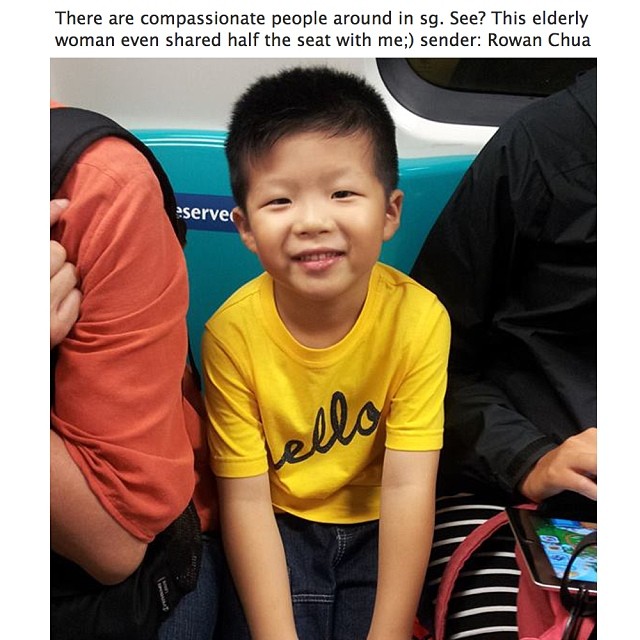 There are compassionate people around in sg. See? This elderly
woman even shared half the seat with me;) sender: Rowan Chua
eserve
ello